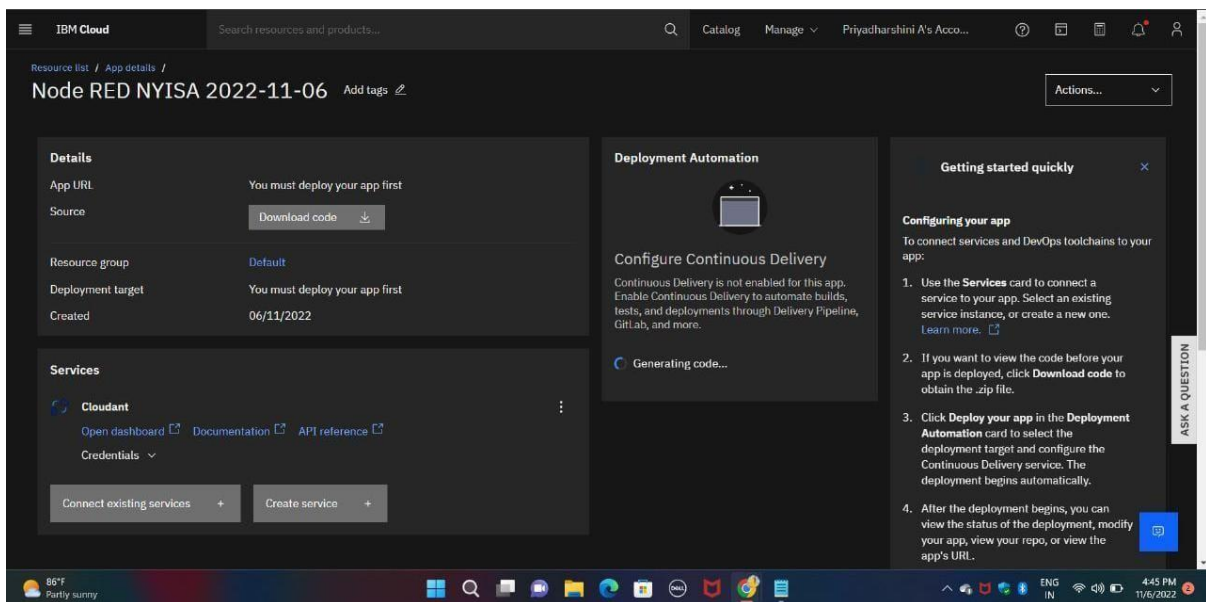 IBM Cloud
Search resources and products...
Catalog
Manage
Priyadharshini A's Acco...
Resource list / App details /
Node RED NYISA 2022-11-06
Add tags
Actions...
Details
App URL
You must deploy your app first
Source
Download code
Resource group
Default
Deployment target
You must deploy your app first
Created
06/11/2022
Services
Cloudant
Open dashboard
Documentation
API reference
Credentials
Connect existing services +
Create service +
Deployment Automation
Configure Continuous Delivery
Continuous Delivery is not enabled for this app.
Enable Continuous Delivery to automate builds,
tests, and deployments through Delivery Pipeline,
GitLab, and more.
Generating code...
Getting started quickly
Configuring your app
To connect services and DevOps toolchains to your
app:
1. Use the Services card to connect a
service to your app. Select an existing
service instance, or create a new one.
Learn more.
2. If you want to view the code before your
app is deployed, click Download code to
obtain the .zip file.
3. Click Deploy your app in the Deployment
Automation card to select the
deployment target and configure the
Continuous Delivery service. The
deployment begins automatically.
4. After the deployment begins, you can
view the status of the deployment, modify
your app, view your repo, or view the
app's URL.
ASK A QUESTION
86°F
Partly sunny
DELL
ENG
IN
4:45 PM
11/6/2022
2